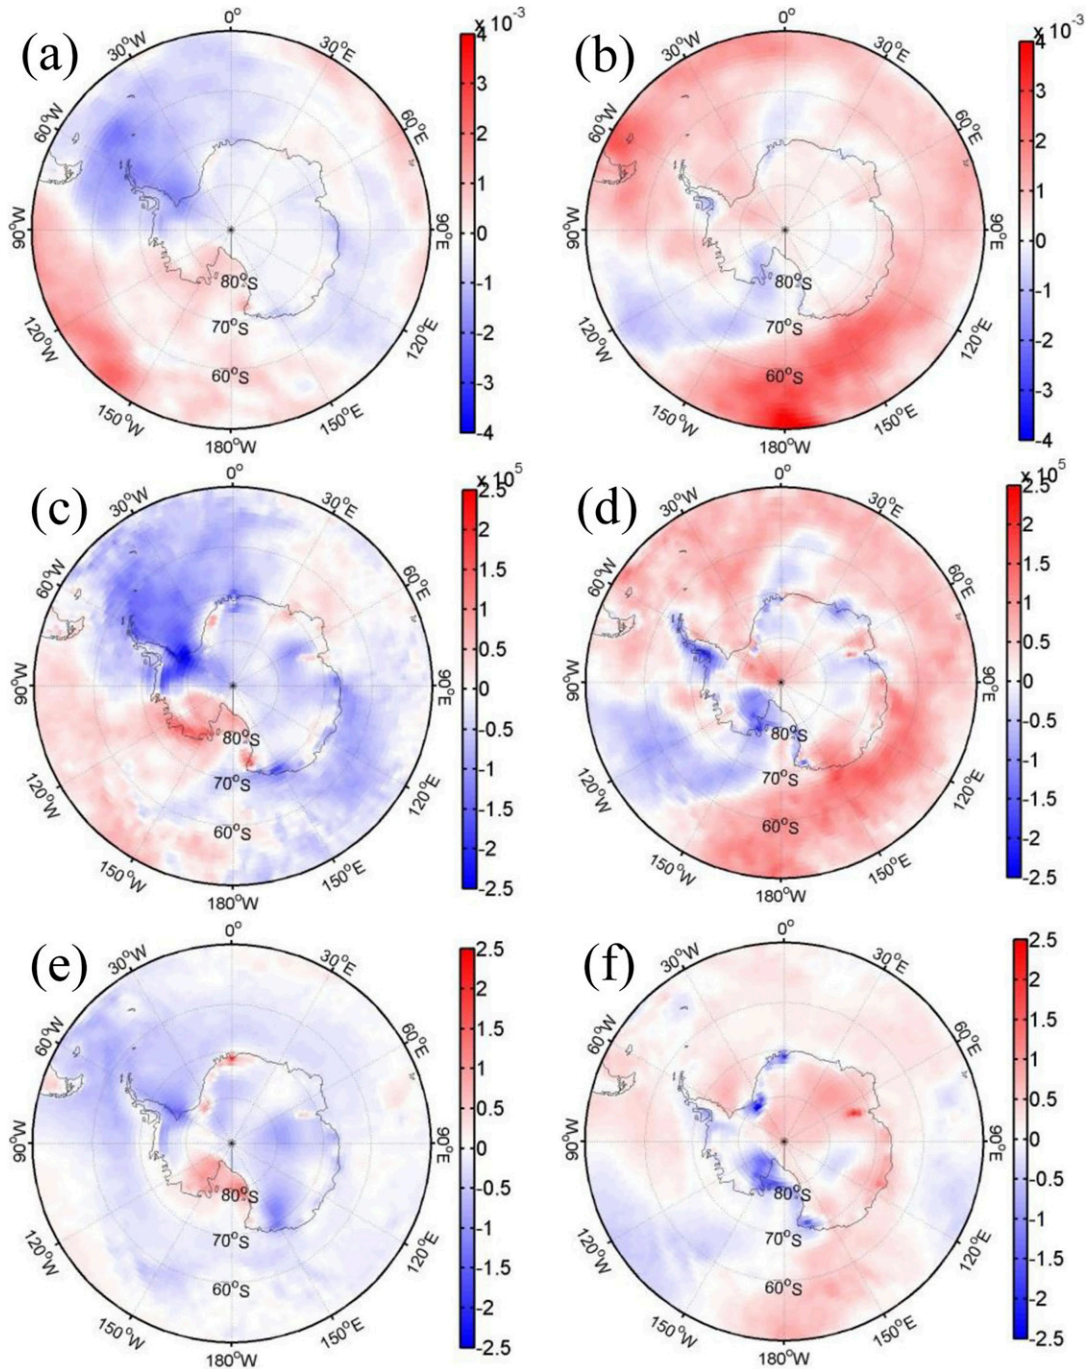 (a)
0°
30°W
30°E
60°W
60°E
90°W
90°E
80°S
70°S
60°S
120°W
120°E
150°W
150°E
180°W
x 10-3
4
3
2
1
0
-1
-2
-3
-4
(b)
0°
30°W
30°E
60°W
60°E
90°W
90°E
80°S
70°S
60°S
120°W
120°E
150°W
150°E
180°W
x 10-3
4
3
2
1
0
-1
-2
-3
-4
(c)
0°
30°W
30°E
60°W
60°E
90°W
90°E
80°S
70°S
60°S
120°W
120°E
150°W
150°E
180°W
x 105
2.5
2
1.5
1
0.5
0
-0.5
-1
-1.5
-2
-2.5
(d)
0°
30°W
30°E
60°W
60°E
90°W
90°E
80°S
70°S
60°S
120°W
120°E
150°W
150°E
180°W
x 105
2.5
2
1.5
1
0.5
0
-0.5
-1
-1.5
-2
-2.5
(e)
0°
30°W
30°E
60°W
60°E
90°W
90°E
80°S
70°S
60°S
120°W
120°E
150°W
150°E
180°W
2.5
2
1.5
1
0.5
0
-0.5
-1
-1.5
-2
-2.5
(f)
0°
30°W
30°E
60°W
60°E
90°W
90°E
80°S
70°S
60°S
120°W
120°E
150°W
150°E
180°W
2.5
2
1.5
1
0.5
0
-0.5
-1
-1.5
-2
-2.5